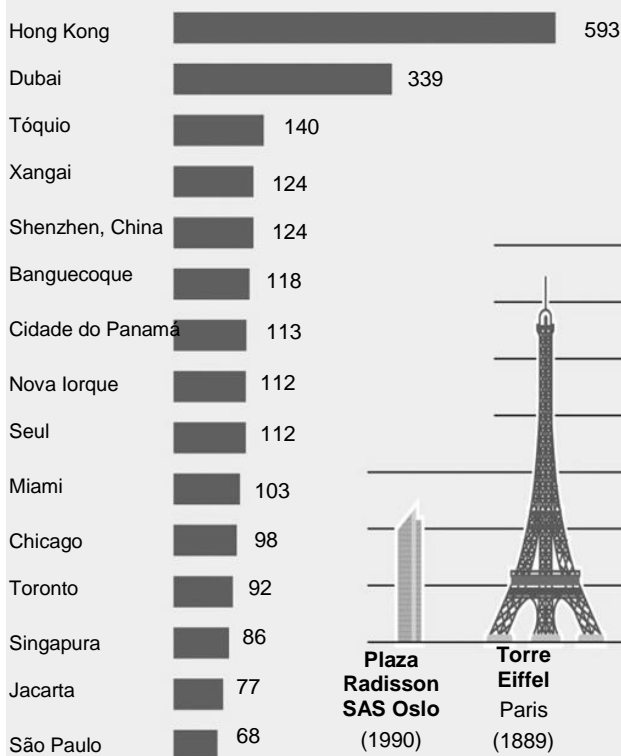 Hong Kong 593
Dubai 339
Tóquio 140
Xangai 124
Shenzhen, China 124
Banguecoque 118
Cidade do Panamá 113
Nova Iorque 112
Seul 112
Miami 103
Chicago 98
Toronto 92
Singapura 86
Jacarta 77
São Paulo 68
Plaza
Radisson
SAS Oslo
(1990)
Torre
Eiffel
Paris
(1889)